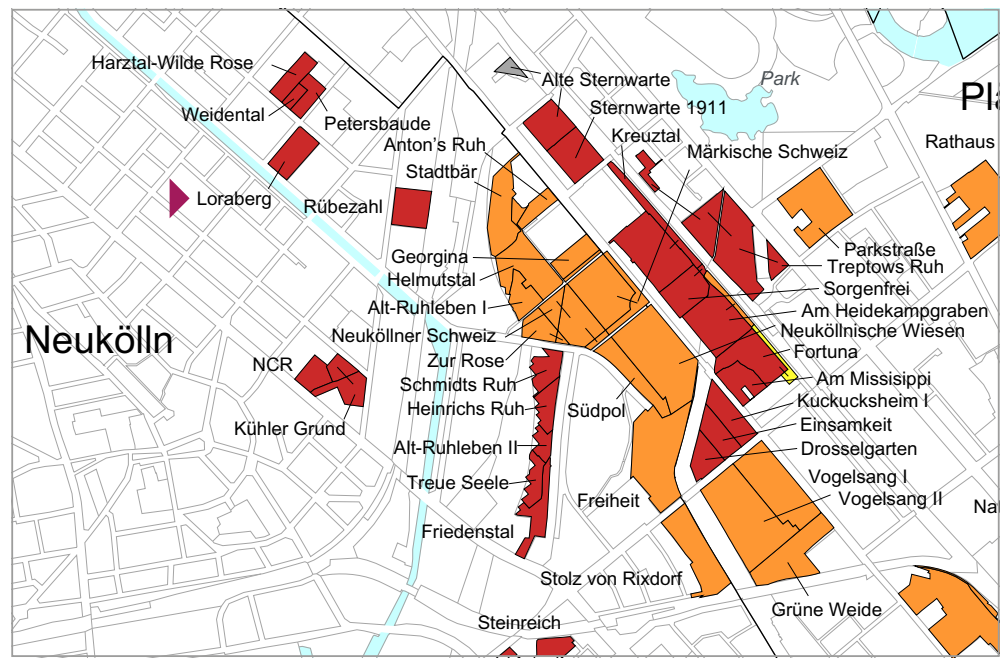 Harztal-Wilde Rose
Weidental
Petersbaude
Loraberg
Rübezahl
Anton's Ruh
Stadtbär
Alte Sternwarte
Sternwarte 1911
Kreuztal
Märkische Schweiz
Park
Rathaus
Parkstraße
Treptows Ruh
Sorgenfrei
Am Heidekampgraben
Neuköllnische Wiesen
Fortuna
Am Missisippi
Kuckucksheim I
Einsamkeit
Drosselgarten
Vogelsang I
Vogelsang II
Georgina
Helmutstal
Alt-Ruhleben I
Neuköllner Schweiz
Zur Rose
Schmidts Ruh
Heinrichs Ruh
Südpol
Alt-Ruhleben II
Treue Seele
Freiheit
Friedenstal
Stolz von Rixdorf
Grüne Weide
Steinreich
Neukölln
NCR
Kühler Grund